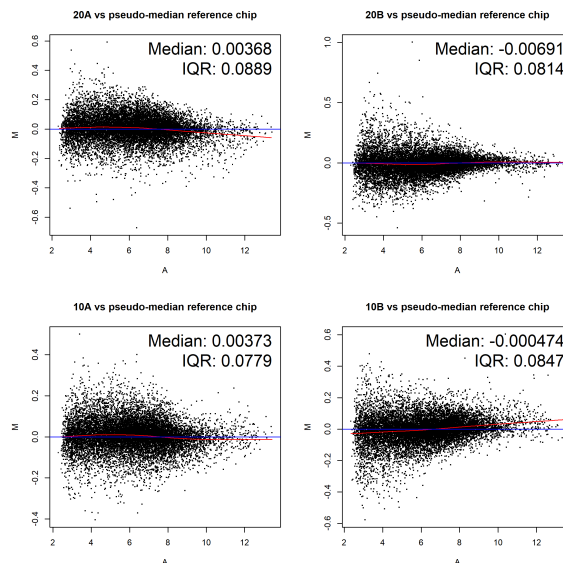 20A vs pseudo-median reference chip
Median: 0.00368
IQR: 0.0889
0.6
0.4
0.2
0.0
-0.2
-0.4
-0.6
M
2 4 6 8 10 12
A
20B vs pseudo-median reference chip
Median: -0.00691
IQR: 0.0814
1.0
0.5
0.0
-0.5
M
2 4 6 8 10 12
A
10A vs pseudo-median reference chip
Median: 0.00373
IQR: 0.0779
0.4
0.2
0.0
-0.2
-0.4
M
2 4 6 8 10 12
A
10B vs pseudo-median reference chip
Median: -0.000474
IQR: 0.0847
0.6
0.4
0.2
0.0
-0.2
-0.4
-0.6
M
2 4 6 8 10 12
A